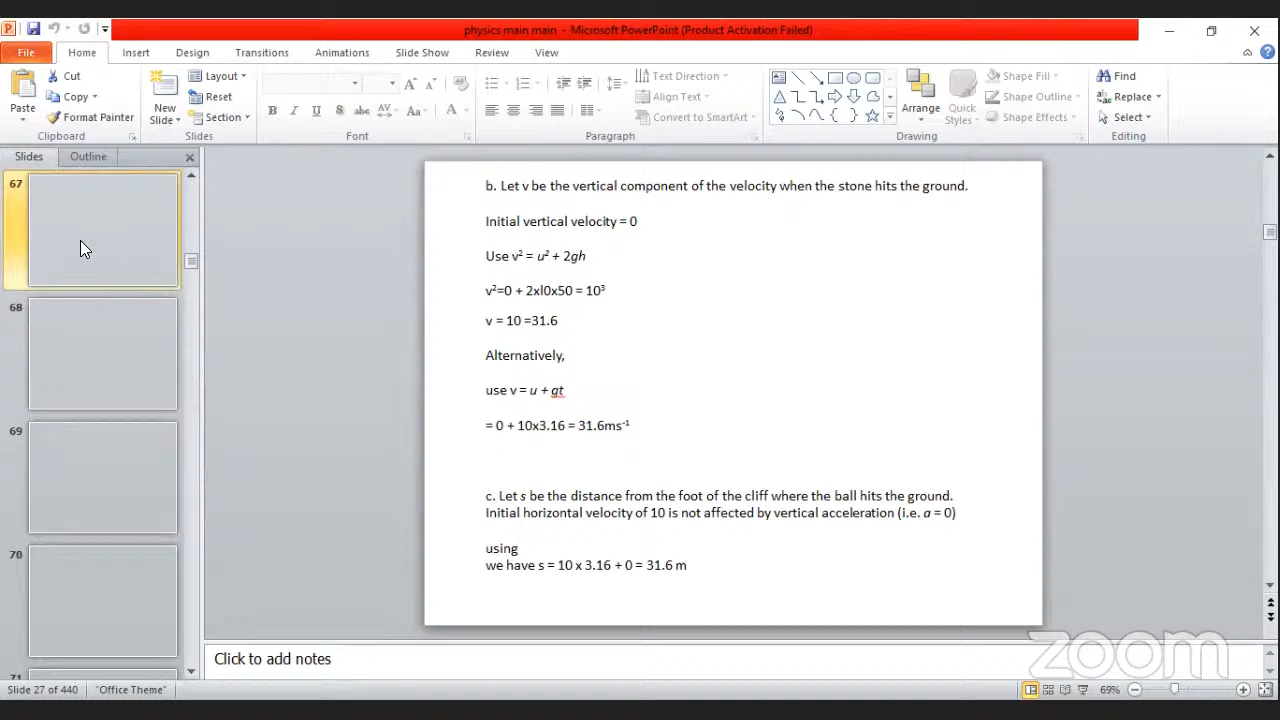 physics main main - Microsoft PowerPoint (Product Activation Failed)
File Home Insert Design Transitions Animations Slide Show Review View
Paste
Cut
Copy
Format Painter
Clipboard
New Slide
Layout
Reset
Section
Slides
B I U S abc AV Aa A
Font
Text Direction
Align Text
Convert to SmartArt
Paragraph
Arrange
Quick Styles
Shape Fill
Shape Outline
Shape Effects
Drawing
Find
Replace
Select
Editing
Slides Outline
67
68
69
70
71
b. Let v be the vertical component of the velocity when the stone hits the ground.
Initial vertical velocity = 0
Use v² = u² + 2gh
v²=0 + 2xl0x50 = 10³
v = 10 =31.6
Alternatively,
use v = u + gt
= 0 + 10x3.16 = 31.6ms⁻¹
c. Let s be the distance from the foot of the cliff where the ball hits the ground.
Initial horizontal velocity of 10 is not affected by vertical acceleration (i.e. a = 0)
using
we have s = 10 x 3.16 + 0 = 31.6 m
Click to add notes
zoom
Slide 27 of 440 "Office Theme" 69%